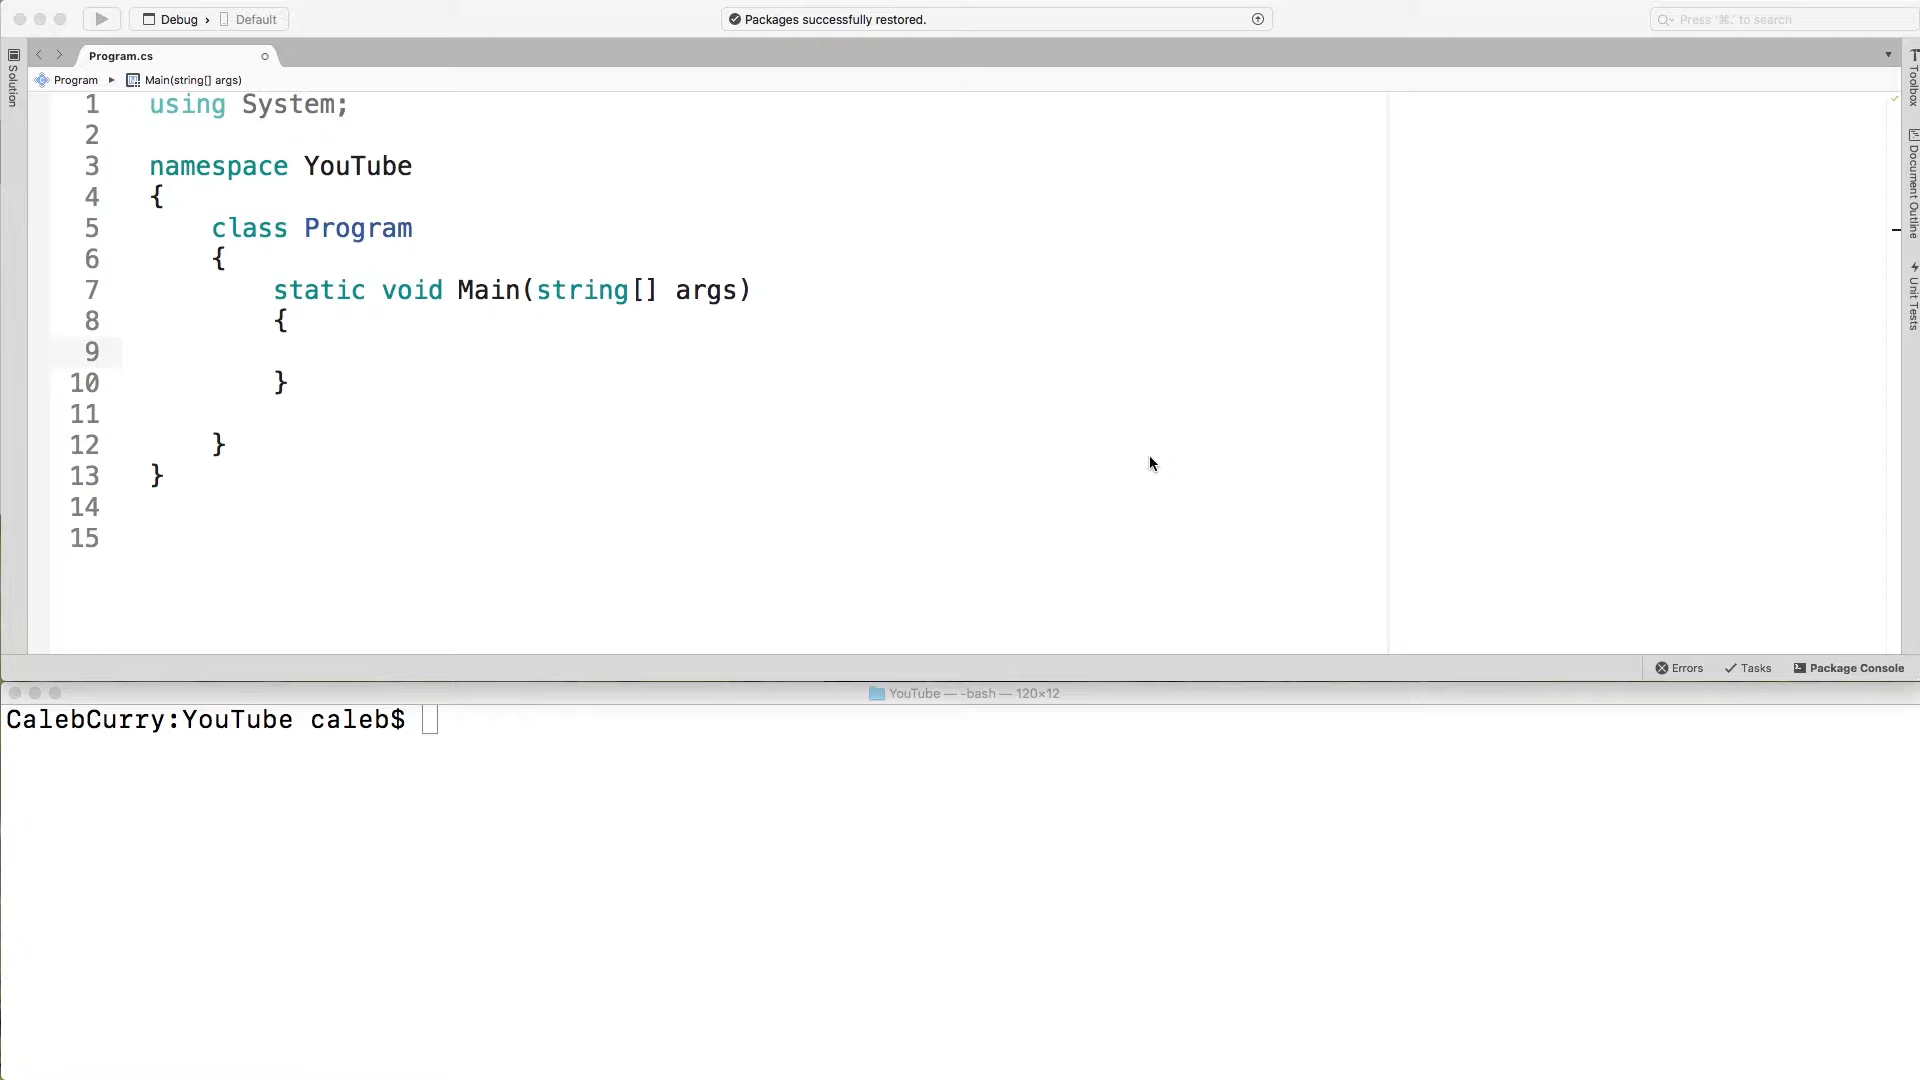 Debug › Default
Packages successfully restored.
Press '⌘.' to search
Solution
Program.cs
Program ▸ Main(string[] args)
1 using System;
2
3 namespace YouTube
4 {
5 class Program
6 {
7 static void Main(string[] args)
8 {
9
10 }
11
12 }
13 }
14
15
Toolbox
Document Outline
Unit Tests
Errors
Tasks
Package Console
YouTube — -bash — 120×12
CalebCurry:YouTube caleb$